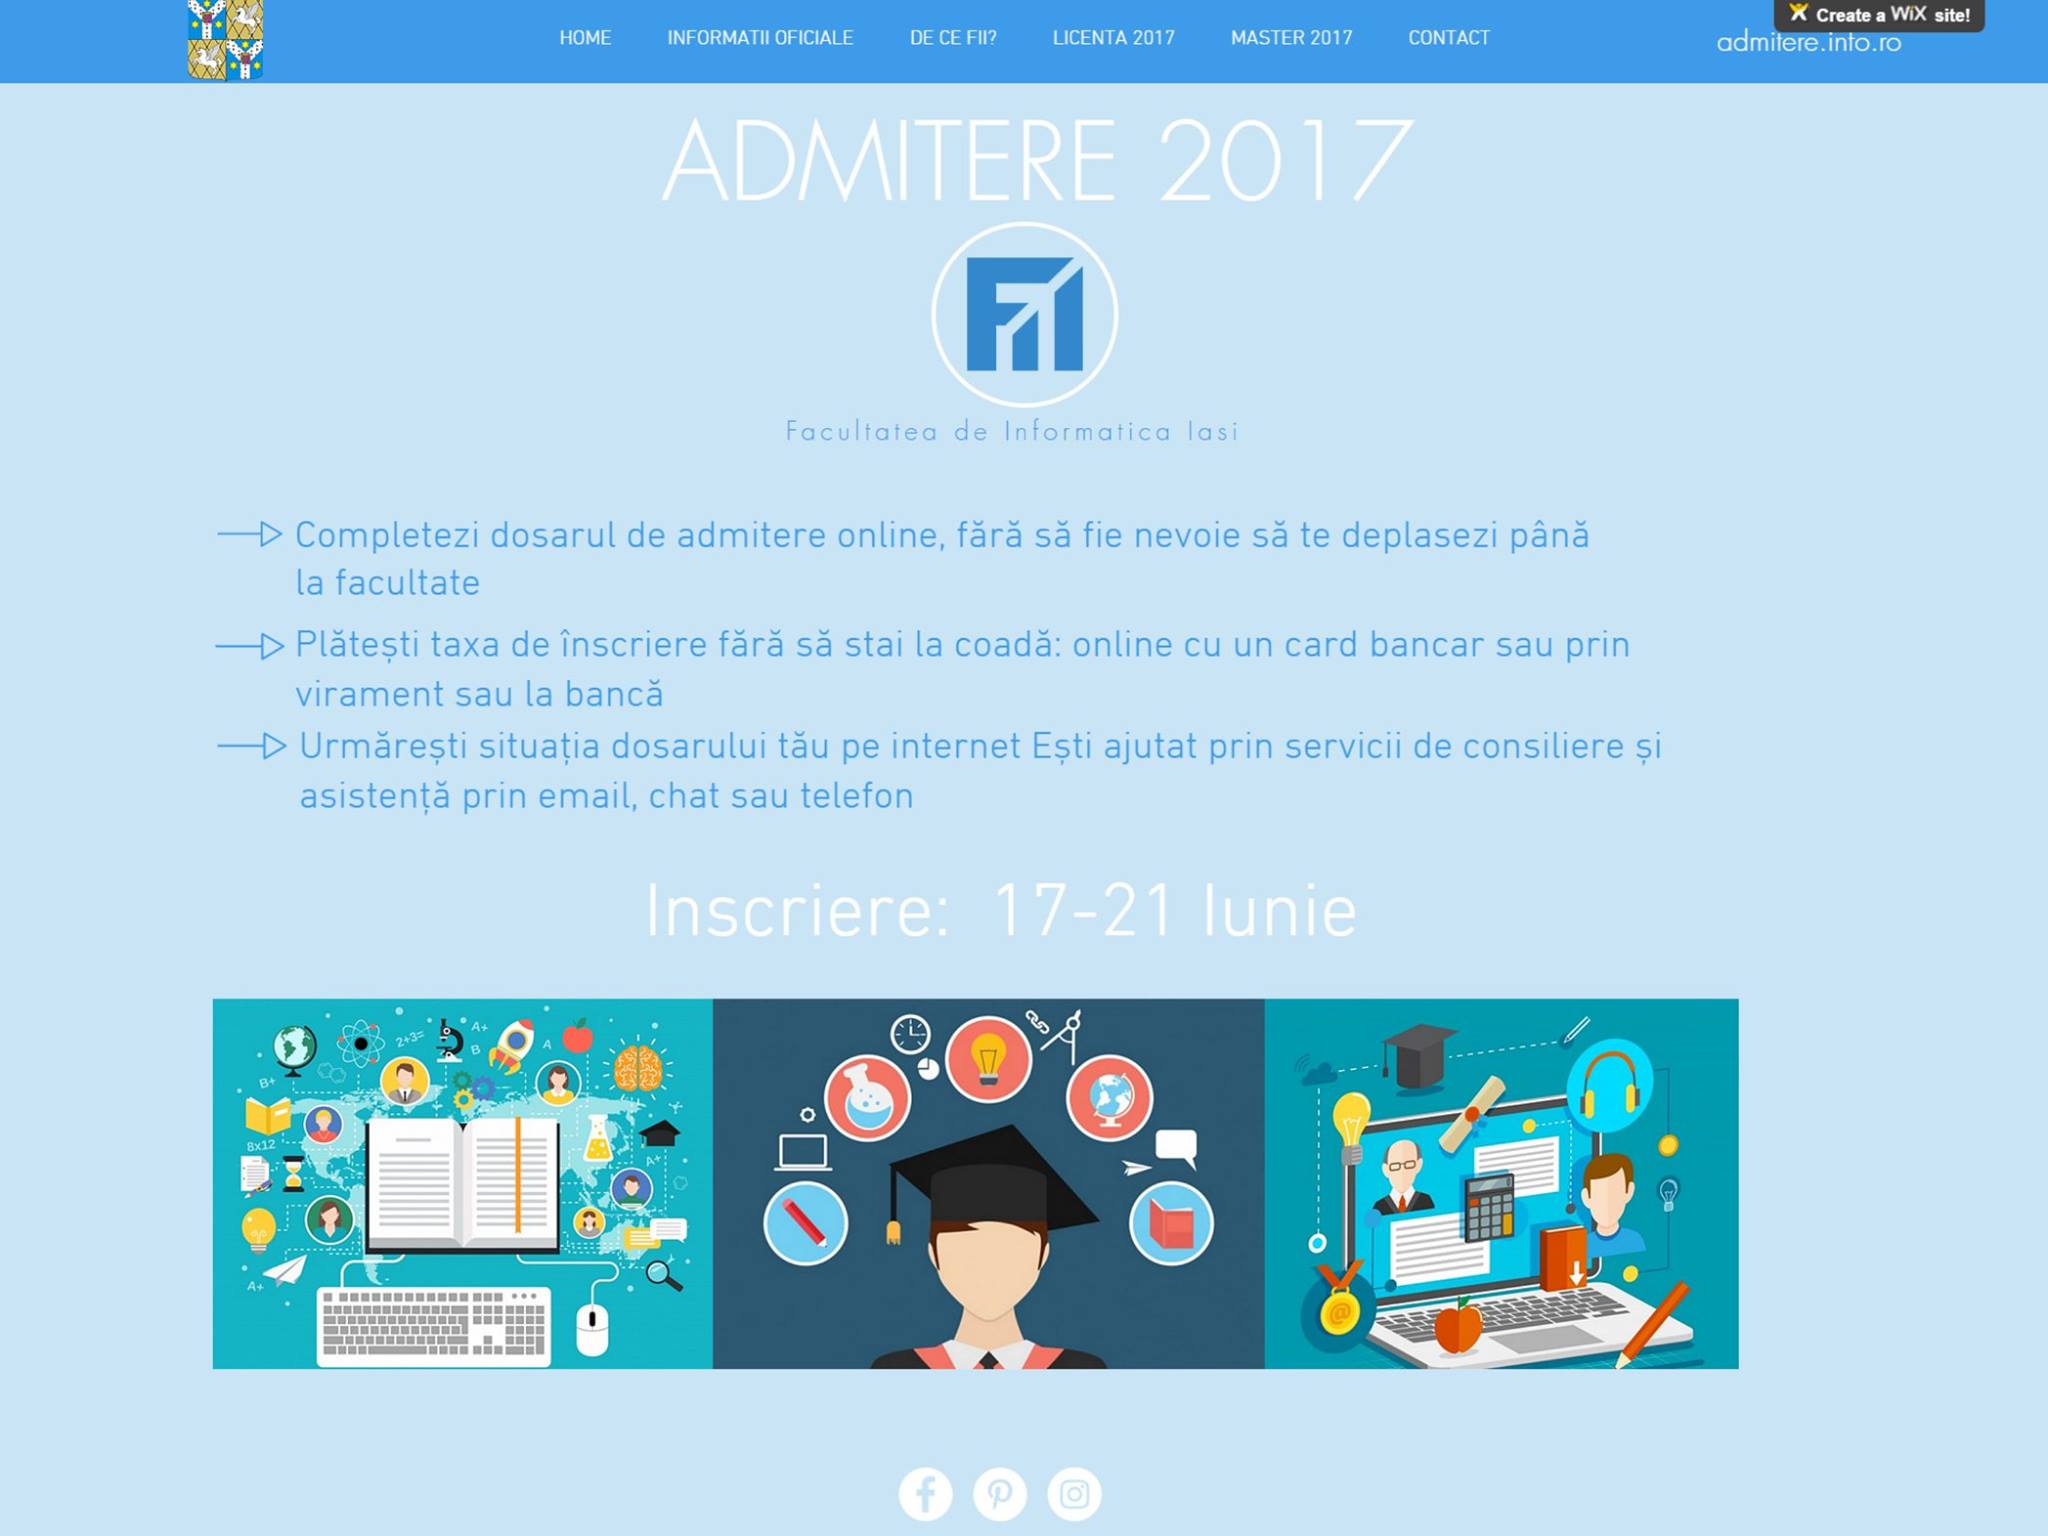 HOME INFORMATII OFICIALE DE CE FII? LICENTA 2017 MASTER 2017 CONTACT
Create a WiX site!
admitere.info.ro
ADMITERE 2017
FII
Facultatea de Informatica Iasi
Completezi dosarul de admitere online, fără să fie nevoie să te deplasezi până
la facultate
Plătești taxa de înscriere fără să stai la coadă: online cu un card bancar sau prin
virament sau la bancă
Urmărești situația dosarului tău pe internet Ești ajutat prin servicii de consiliere și
asistență prin email, chat sau telefon
Inscriere: 17-21 Iunie
2+3=
A+
B
A
B+
8x12
A+
A+
@